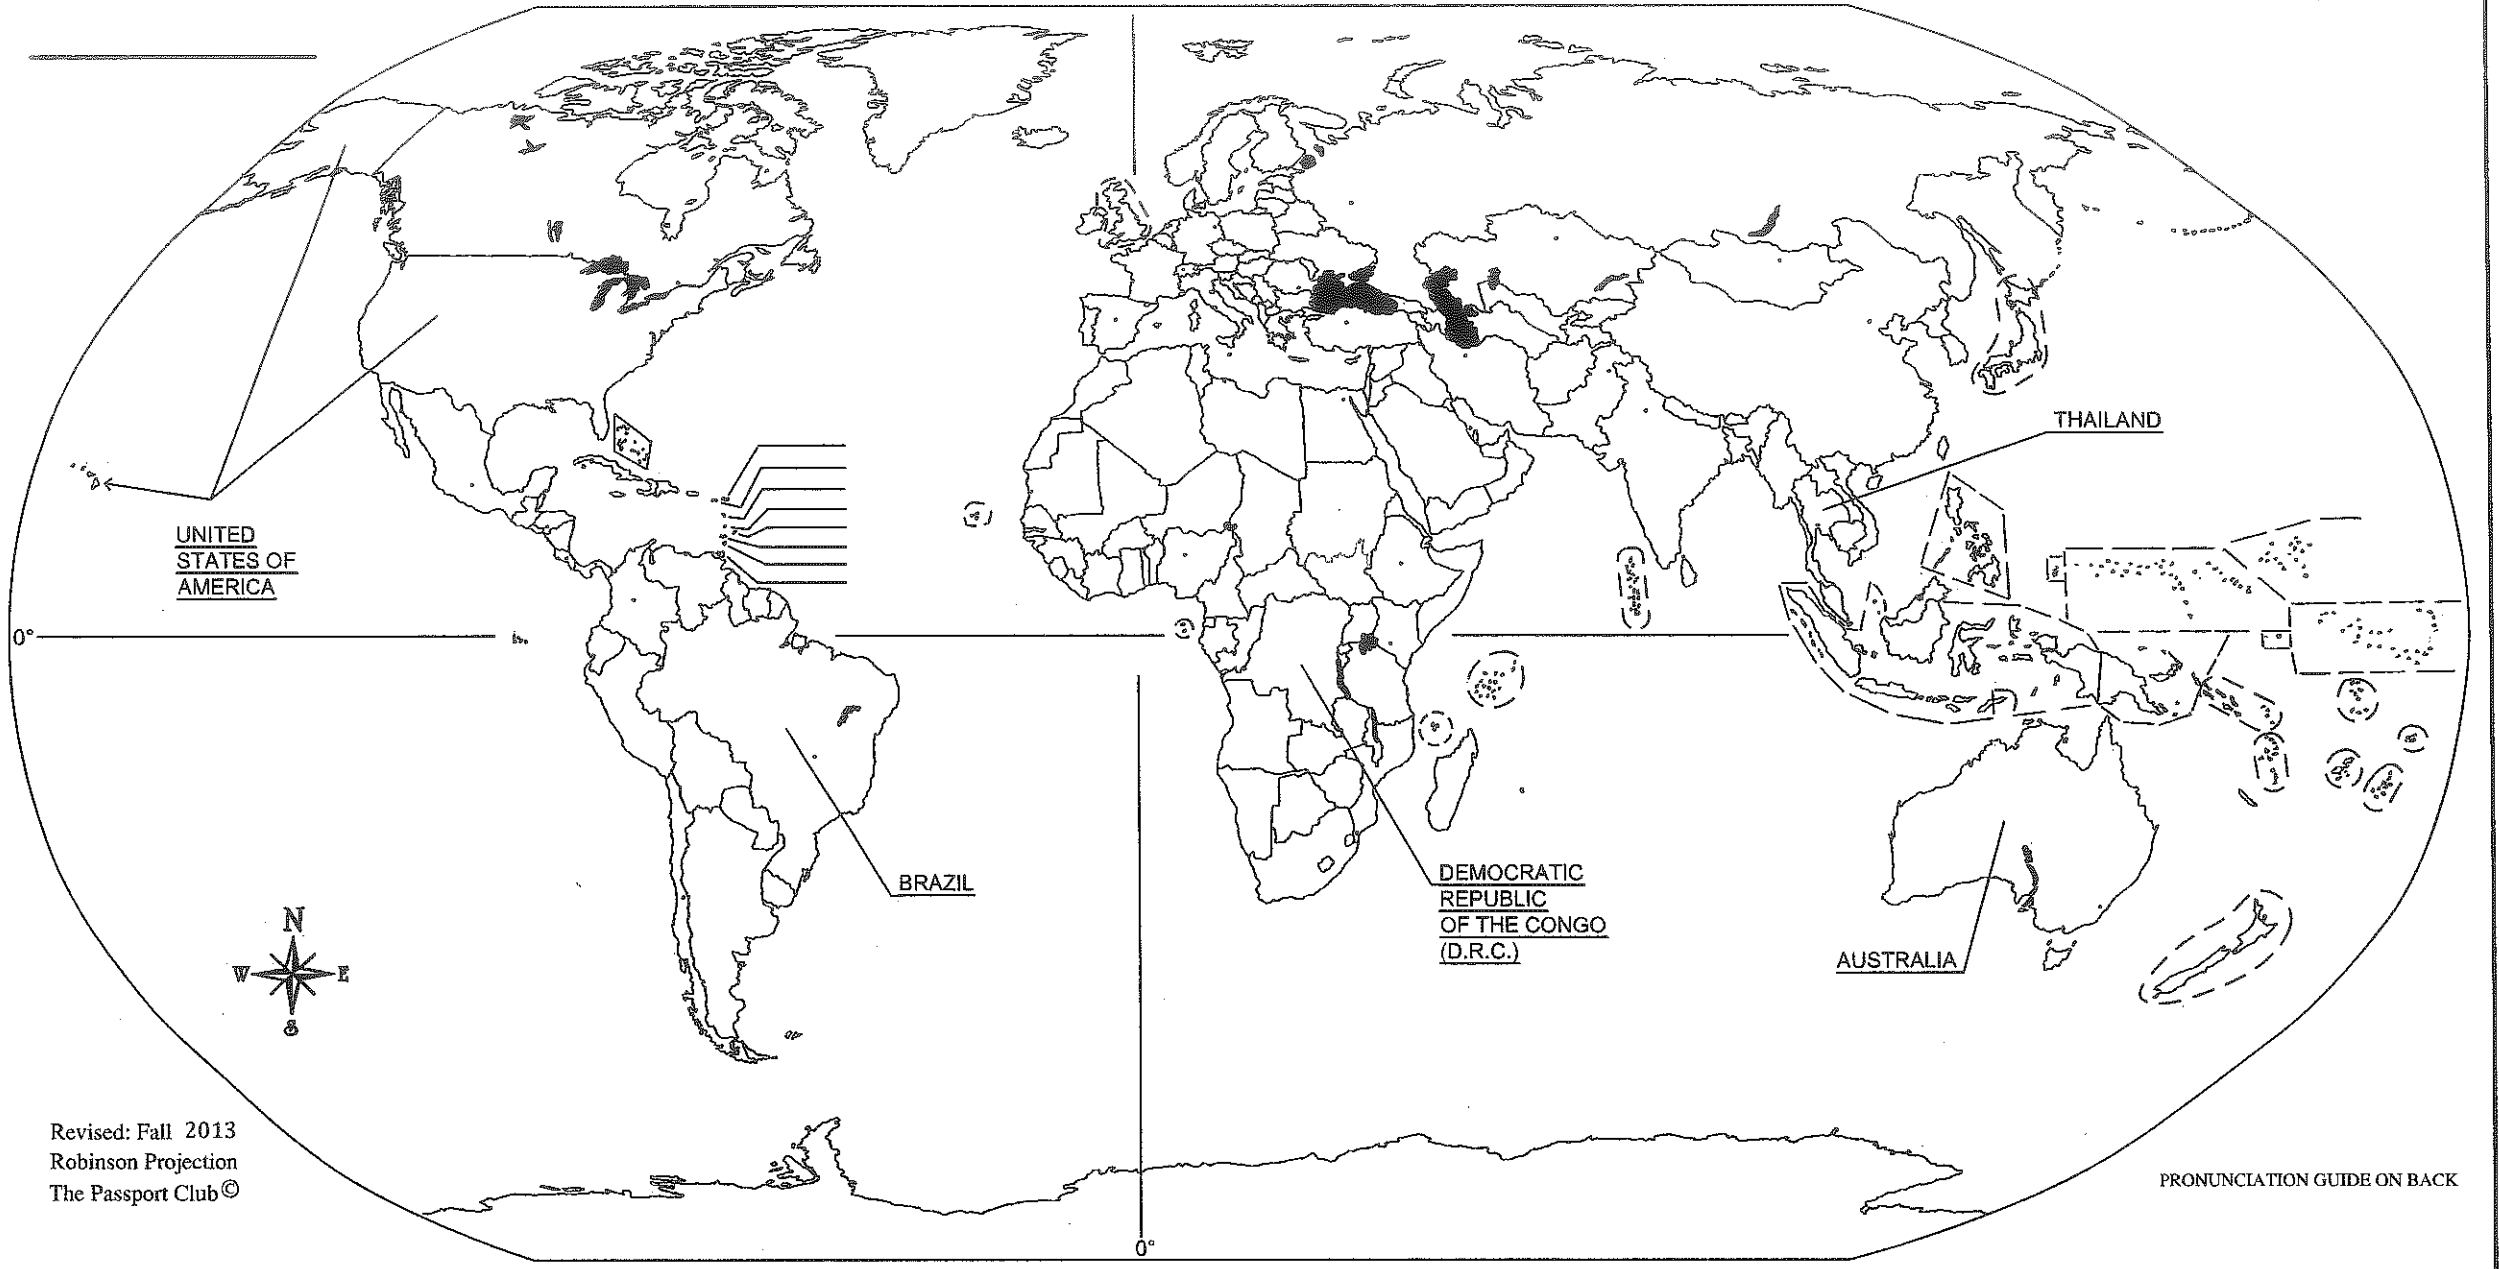 THAILAND
UNITED
STATES OF
AMERICA
0°
BRAZIL
DEMOCRATIC
REPUBLIC
OF THE CONGO
(D.R.C.)
AUSTRALIA
N
W E
S
Revised: Fall 2013
Robinson Projection
The Passport Club©
PRONUNCIATION GUIDE ON BACK
0°